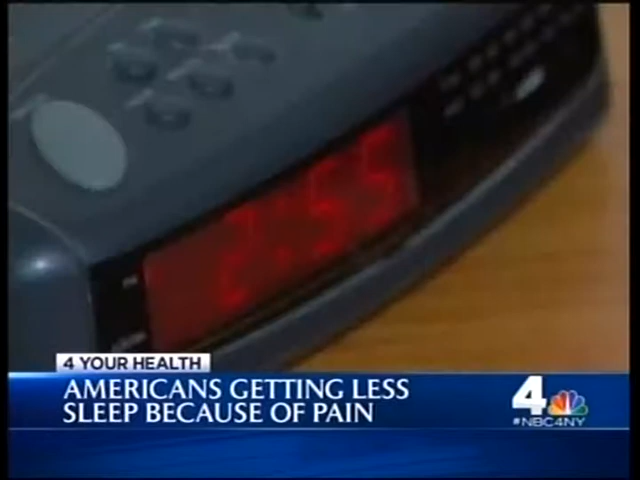 2:55
4 YOUR HEALTH
AMERICANS GETTING LESS
SLEEP BECAUSE OF PAIN
4
#NBC4NY